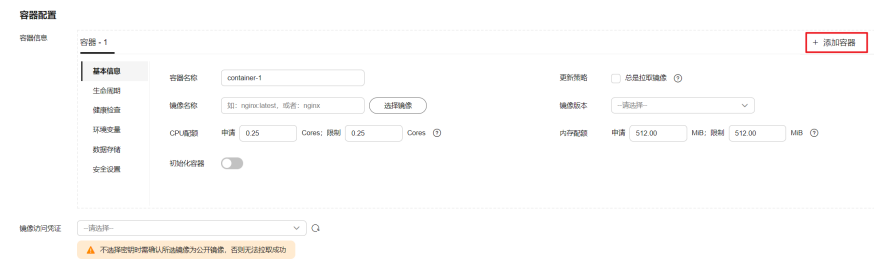 容器配置
容器信息
容器 - 1
+ 添加容器
基本信息
容器名称 container-1
更新策略 总是拉取镜像 ?
生命周期
镜像名称 如：nginx:latest，或者：nginx 选择镜像
镜像版本 --请选择--
健康检查
环境变量
CPU配额 申请 0.25 Cores；限制 0.25 Cores ?
内存配额 申请 512.00 MiB；限制 512.00 MiB ?
数据存储
初始化容器
安全设置
镜像访问凭证 --请选择--
不选择密钥时需确认所选镜像为公开镜像，否则无法拉取成功